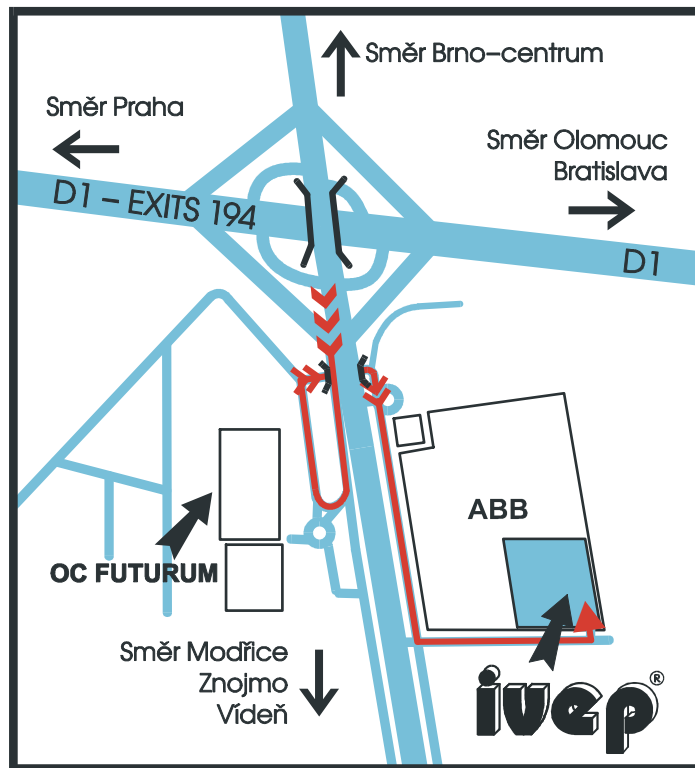 Směr Brno–centrum
Směr Praha
Směr Olomouc
Bratislava
D1 – EXITS 194
D1
ABB
OC FUTURUM
Směr Modřice
Znojmo
Vídeň
ivep®